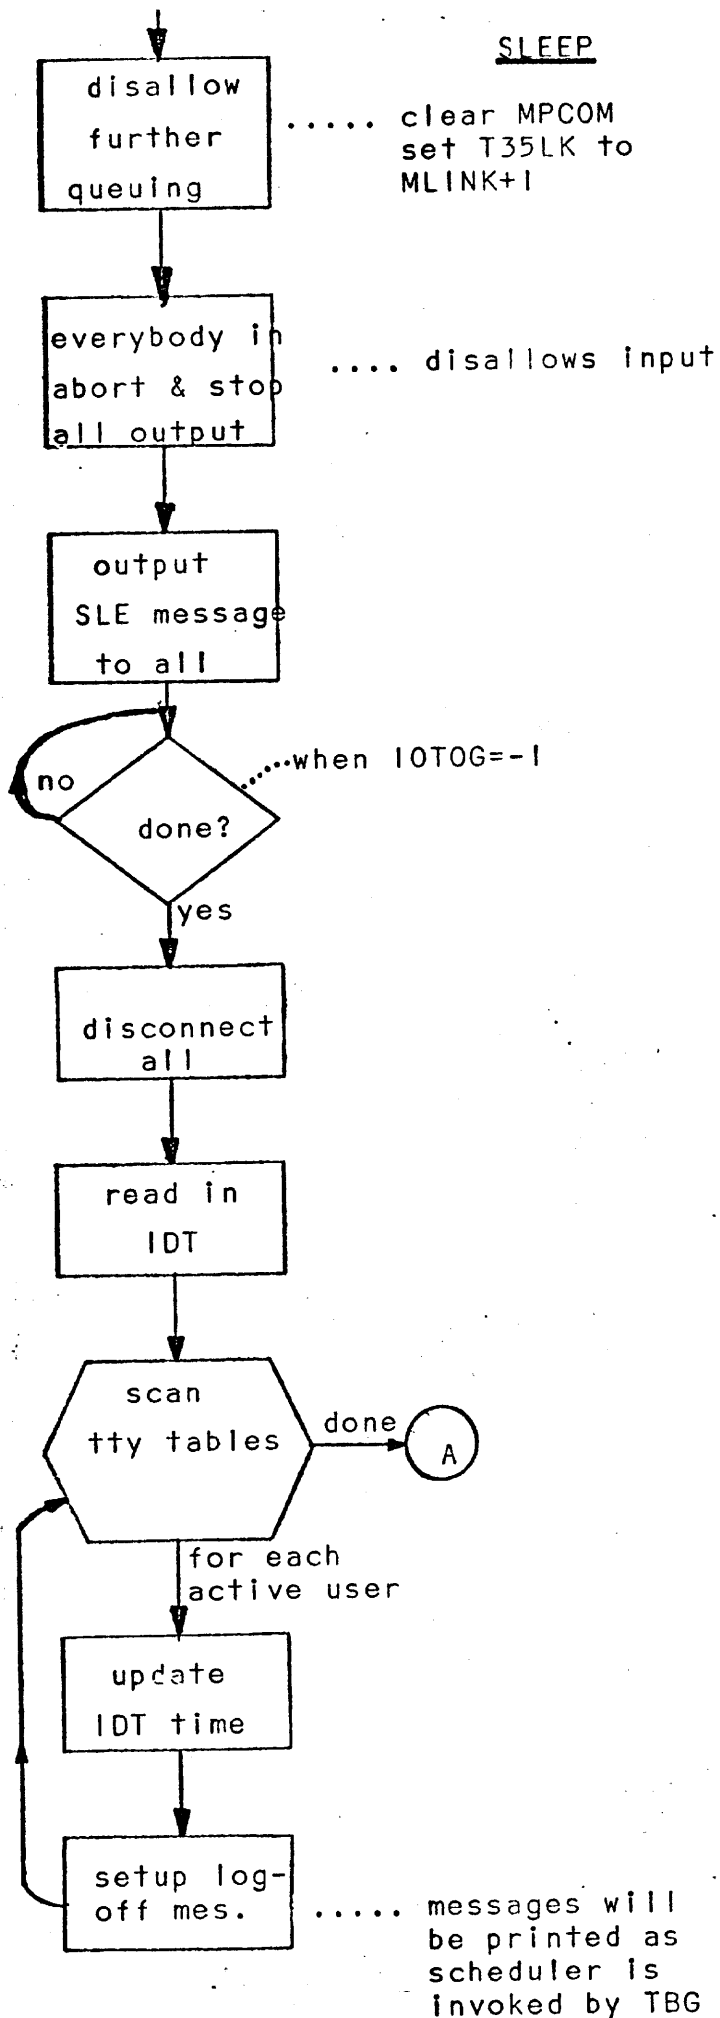 SLEEP
disallow
further
queuing
..... clear MPCOM
set T35LK to
MLINK+1
everybody in
abort & stop
all output
.... disallows input
output
SLE message
to all
no
when IOTOG=-1
done?
yes
disconnect
all
read in
IDT
scan
tty tables
done
A
for each
active user
update
IDT time
setup log-
off mes.
..... messages will
be printed as
scheduler is
invoked by TBG